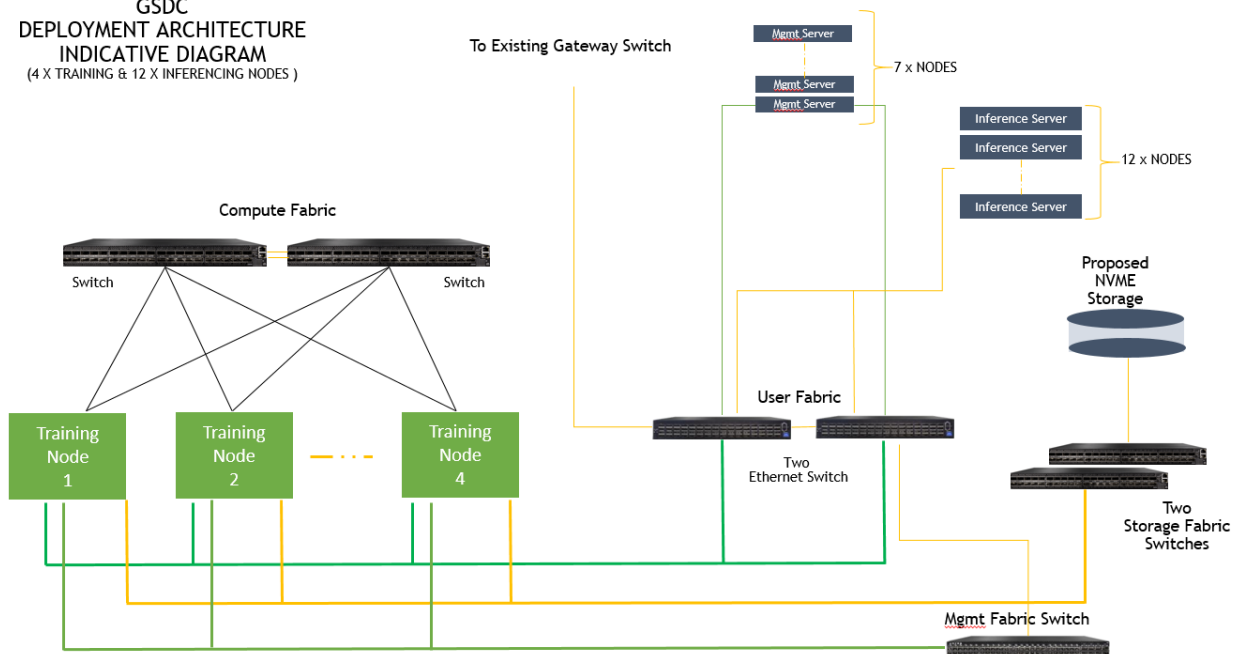 GSDC
DEPLOYMENT ARCHITECTURE
INDICATIVE DIAGRAM
(4 X TRAINING & 12 X INFERENCING NODES )
To Existing Gateway Switch
Mgmt Server
Mgmt Server
Mgmt Server
7 x NODES
Inference Server
Inference Server
Inference Server
12 x NODES
Compute Fabric
Switch
Switch
Proposed
NVME
Storage
User Fabric
Two
Ethernet Switch
Training
Node
1
Training
Node
2
Training
Node
4
Two
Storage Fabric
Switches
Mgmt Fabric Switch